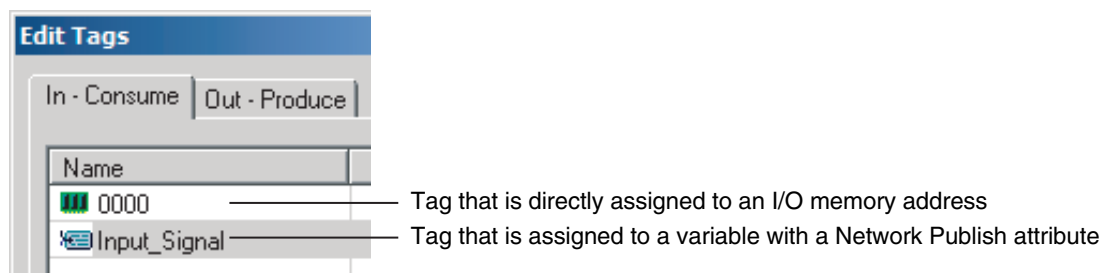 Edit Tags
In - Consume Out - Produce
Name
0000 Tag that is directly assigned to an I/O memory address
Input_Signal Tag that is assigned to a variable with a Network Publish attribute